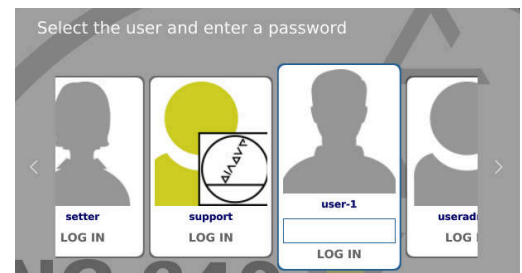 Select the user and enter a password
setter
support
user-1
LOG IN
LOG IN
LOG IN